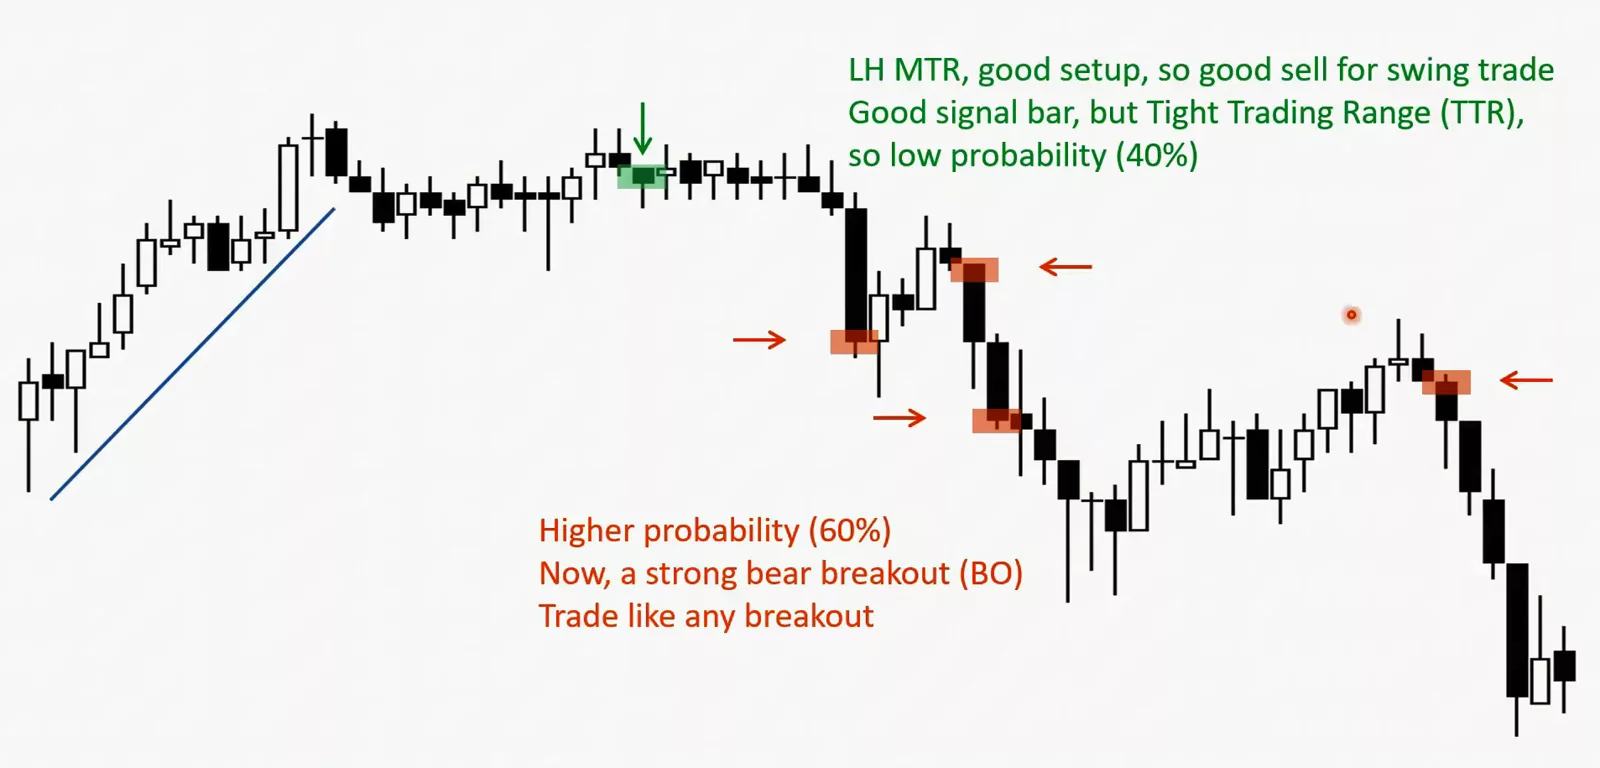 LH MTR, good setup, so good sell for swing trade
Good signal bar, but Tight Trading Range (TTR),
so low probability (40%)
Higher probability (60%)
Now, a strong bear breakout (BO)
Trade like any breakout